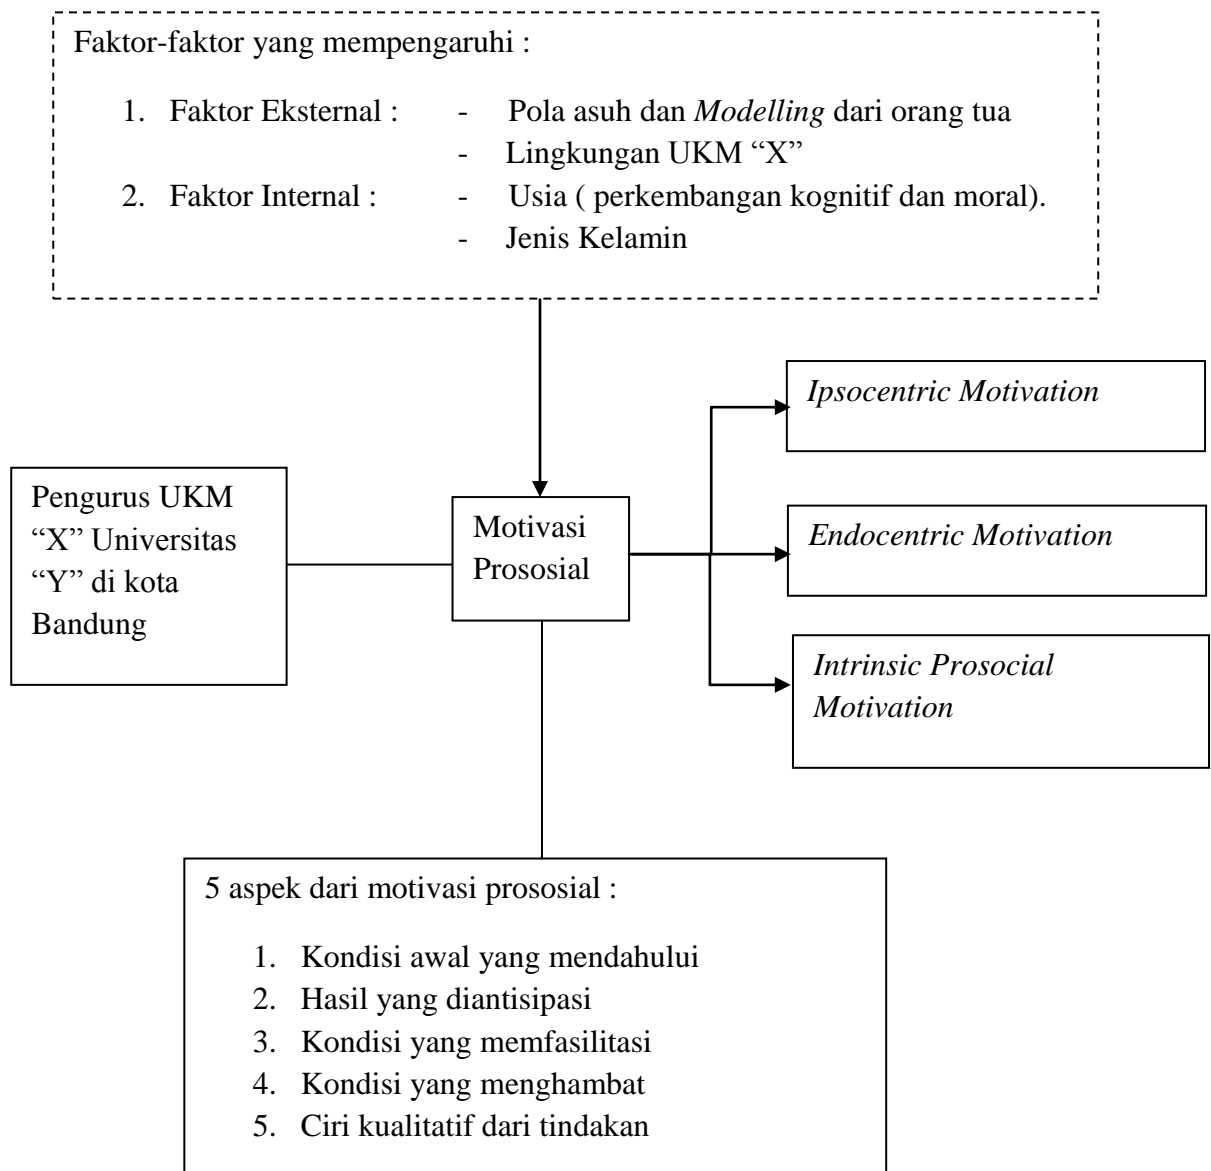 Faktor-faktor yang mempengaruhi :
1. Faktor Eksternal : - Pola asuh dan Modelling dari orang tua
- Lingkungan UKM “X”
2. Faktor Internal : - Usia ( perkembangan kognitif dan moral).
- Jenis Kelamin
Ipsocentric Motivation
Pengurus UKM
“X” Universitas
“Y” di kota
Bandung
Motivasi
Prososial
Endocentric Motivation
Intrinsic Prosocial
Motivation
5 aspek dari motivasi prososial :
1. Kondisi awal yang mendahului
2. Hasil yang diantisipasi
3. Kondisi yang memfasilitasi
4. Kondisi yang menghambat
5. Ciri kualitatif dari tindakan